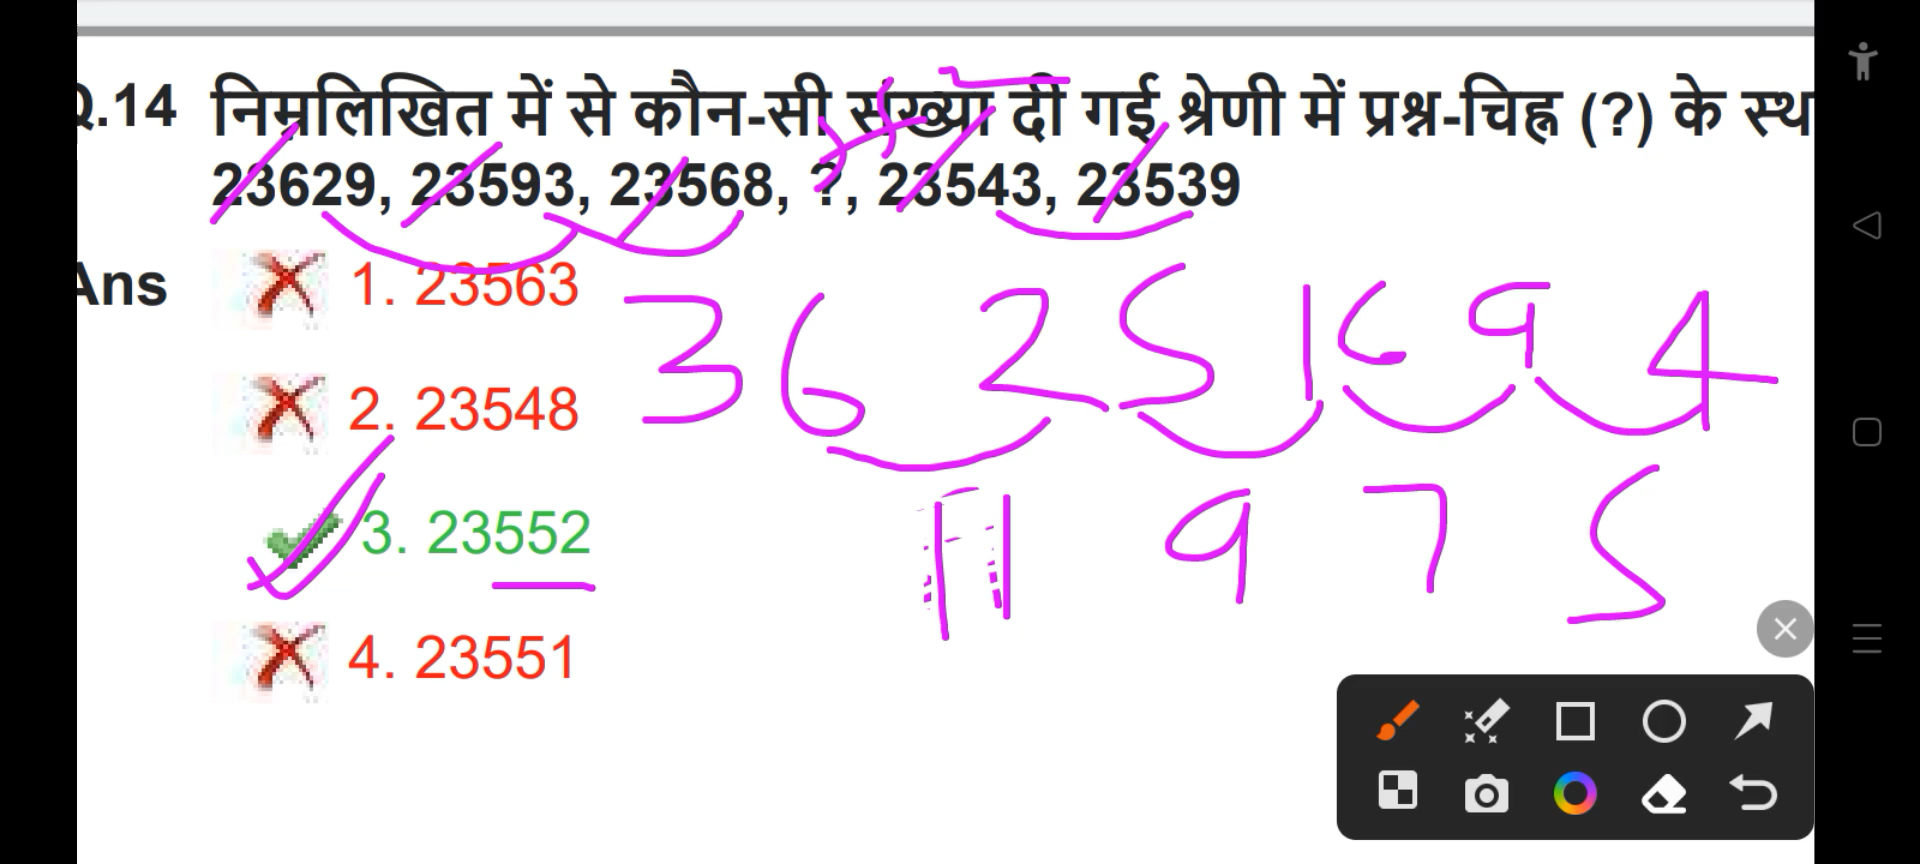 Q.14 निम्नलिखित में से कौन-सी संख्या दी गई श्रेणी में प्रश्न-चिह्न (?) के स्थ
23629, 23593, 23568, ?, 23543, 23539
Ans 1. 23563
36 25 16 9 4
2. 23548
11 9 7 5
3. 23552
4. 23551